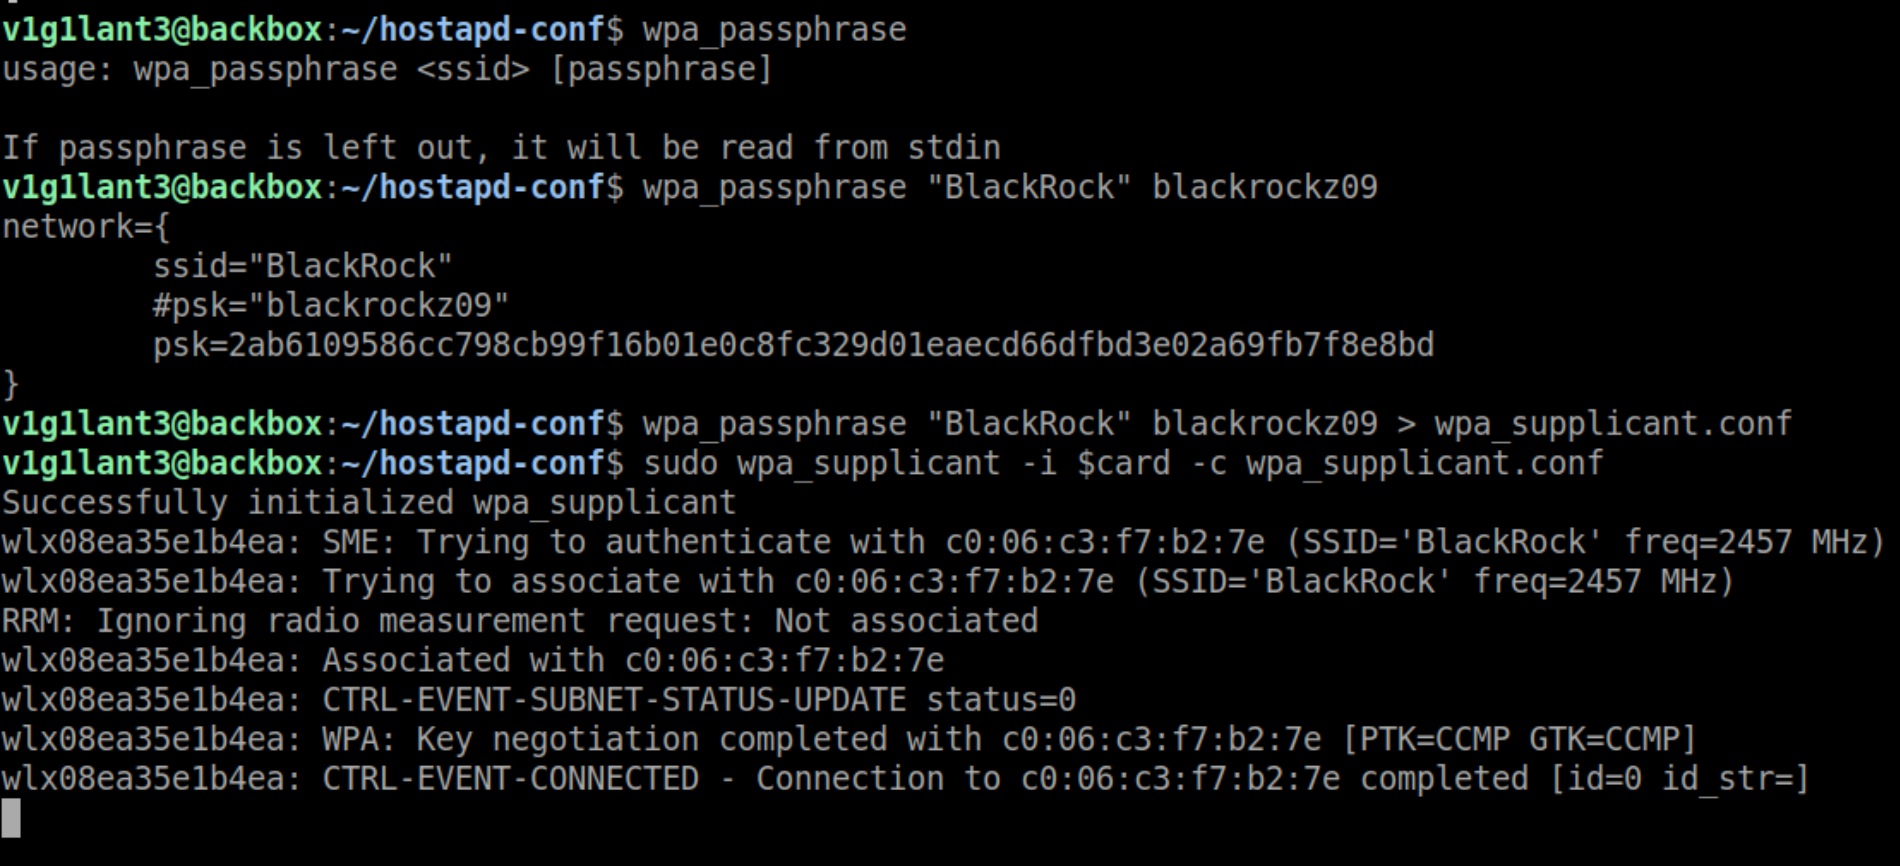 v1g1lant3@backbox:~/hostapd-conf$ wpa_passphrase
usage: wpa_passphrase <ssid> [passphrase]
If passphrase is left out, it will be read from stdin
v1g1lant3@backbox:~/hostapd-conf$ wpa_passphrase "BlackRock" blackrockz09
network={
        ssid="BlackRock"
        #psk="blackrockz09"
        psk=2ab6109586cc798cb99f16b01e0c8fc329d01eaecd66dfbd3e02a69fb7f8e8bd
}
v1g1lant3@backbox:~/hostapd-conf$ wpa_passphrase "BlackRock" blackrockz09 > wpa_supplicant.conf
v1g1lant3@backbox:~/hostapd-conf$ sudo wpa_supplicant -i $card -c wpa_supplicant.conf
Successfully initialized wpa_supplicant
wlx08ea35e1b4ea: SME: Trying to authenticate with c0:06:c3:f7:b2:7e (SSID='BlackRock' freq=2457 MHz)
wlx08ea35e1b4ea: Trying to associate with c0:06:c3:f7:b2:7e (SSID='BlackRock' freq=2457 MHz)
RRM: Ignoring radio measurement request: Not associated
wlx08ea35e1b4ea: Associated with c0:06:c3:f7:b2:7e
wlx08ea35e1b4ea: CTRL-EVENT-SUBNET-STATUS-UPDATE status=0
wlx08ea35e1b4ea: WPA: Key negotiation completed with c0:06:c3:f7:b2:7e [PTK=CCMP GTK=CCMP]
wlx08ea35e1b4ea: CTRL-EVENT-CONNECTED - Connection to c0:06:c3:f7:b2:7e completed [id=0 id_str=]